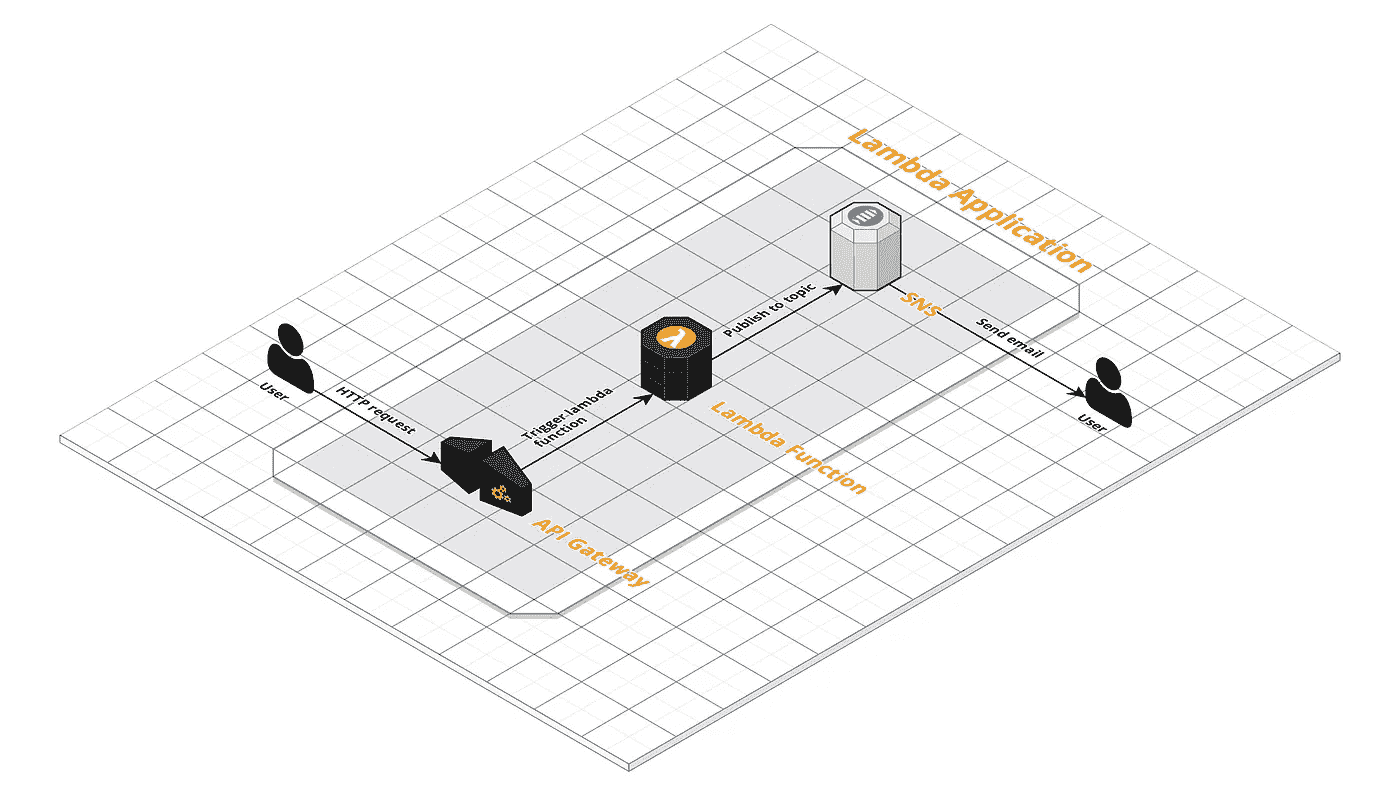 Lambda Application
SNS
Publish to topic
Send email
User
User
HTTP request
Trigger lambda
function
Lambda Function
API Gateway